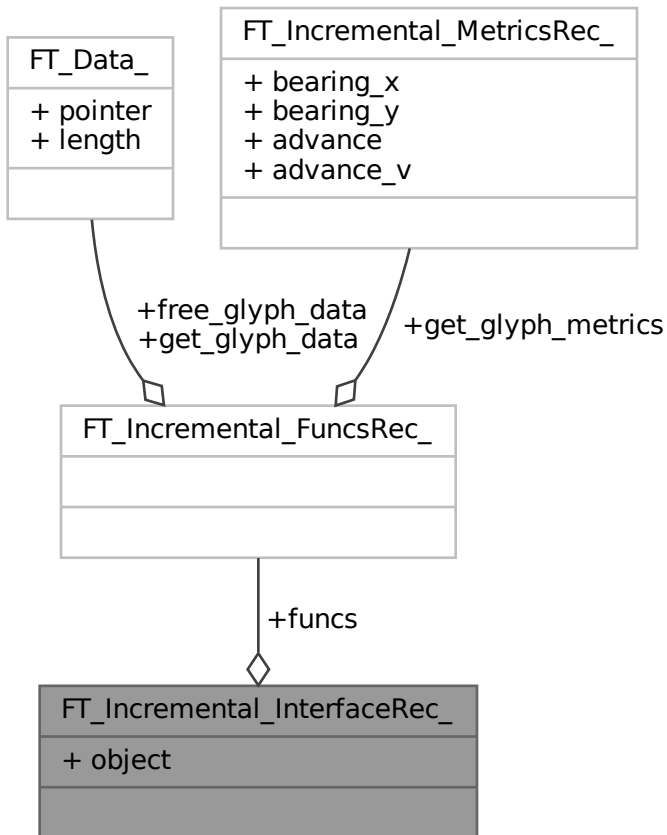 FT_Data_
+ pointer
+ length
FT_Incremental_MetricsRec_
+ bearing_x
+ bearing_y
+ advance
+ advance_v
+free_glyph_data
+get_glyph_data
+get_glyph_metrics
FT_Incremental_FuncsRec_
+funcs
FT_Incremental_InterfaceRec_
+ object